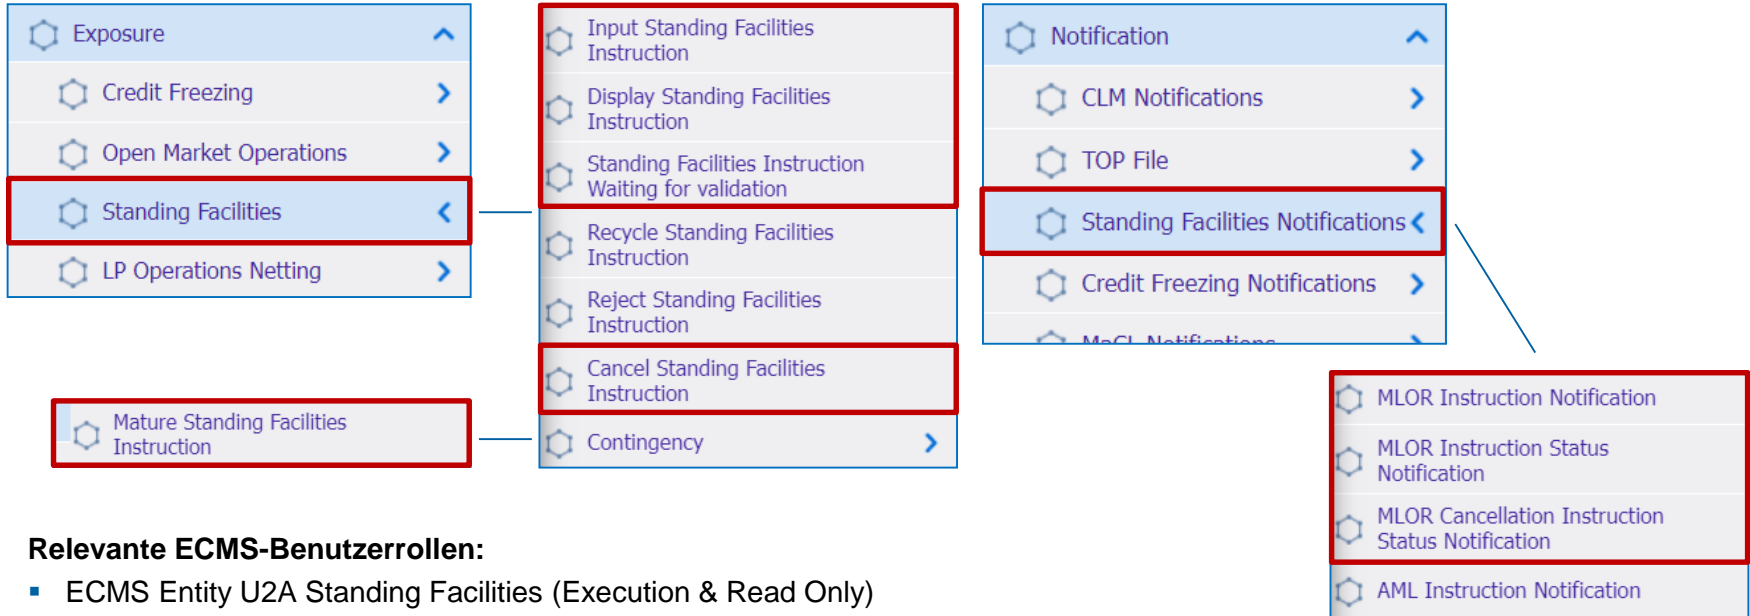 Exposure
Credit Freezing
Open Market Operations
Standing Facilities
LP Operations Netting
Input Standing Facilities
Instruction
Display Standing Facilities
Instruction
Standing Facilities Instruction
Waiting for validation
Recycle Standing Facilities
Instruction
Reject Standing Facilities
Instruction
Cancel Standing Facilities
Instruction
Contingency
Mature Standing Facilities
Instruction
Notification
CLM Notifications
TOP File
Standing Facilities Notifications
Credit Freezing Notifications
MaCL Notifications
MLOR Instruction Notification
MLOR Instruction Status
Notification
MLOR Cancellation Instruction
Status Notification
AML Instruction Notification
Relevante ECMS-Benutzerrollen:
▪ ECMS Entity U2A Standing Facilities (Execution & Read Only)